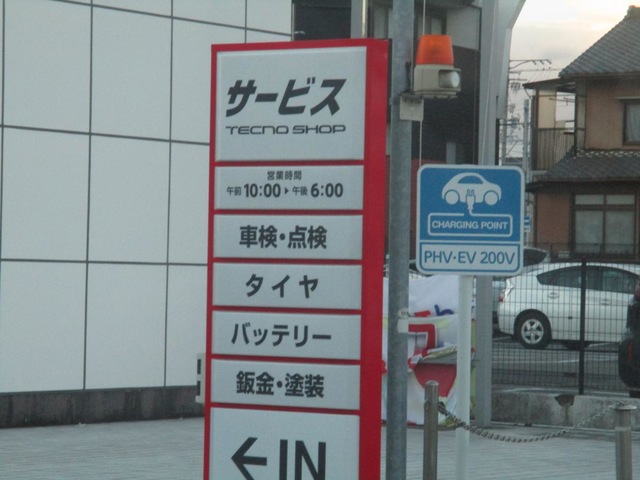 サービス
TECNO SHOP
営業時間
午前 10:00 ▶ 午後 6:00
車検・点検
タイヤ
バッテリー
鈑金・塗装
← IN
CHARGING POINT
PHV・EV 200V